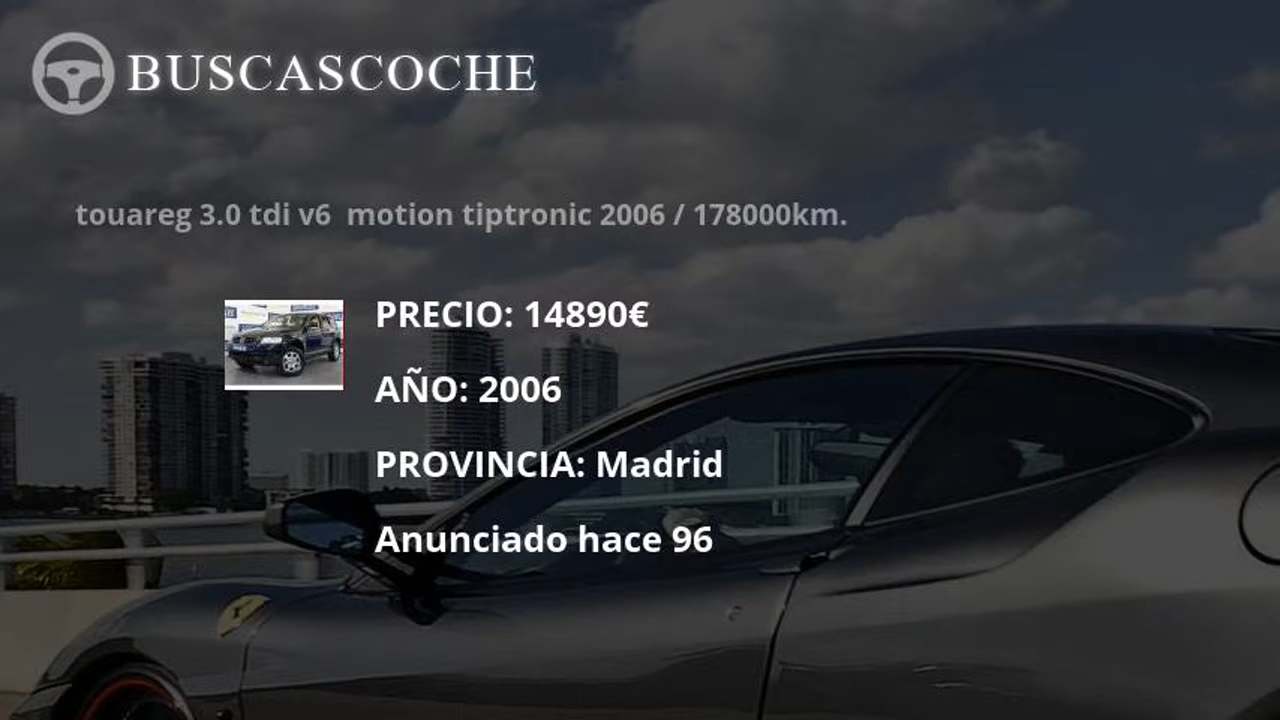 BUSCASCOCHE
touareg 3.0 tdi v6  motion tiptronic 2006 / 178000km.
PRECIO: 14890€
AÑO: 2006
PROVINCIA: Madrid
Anunciado hace 96